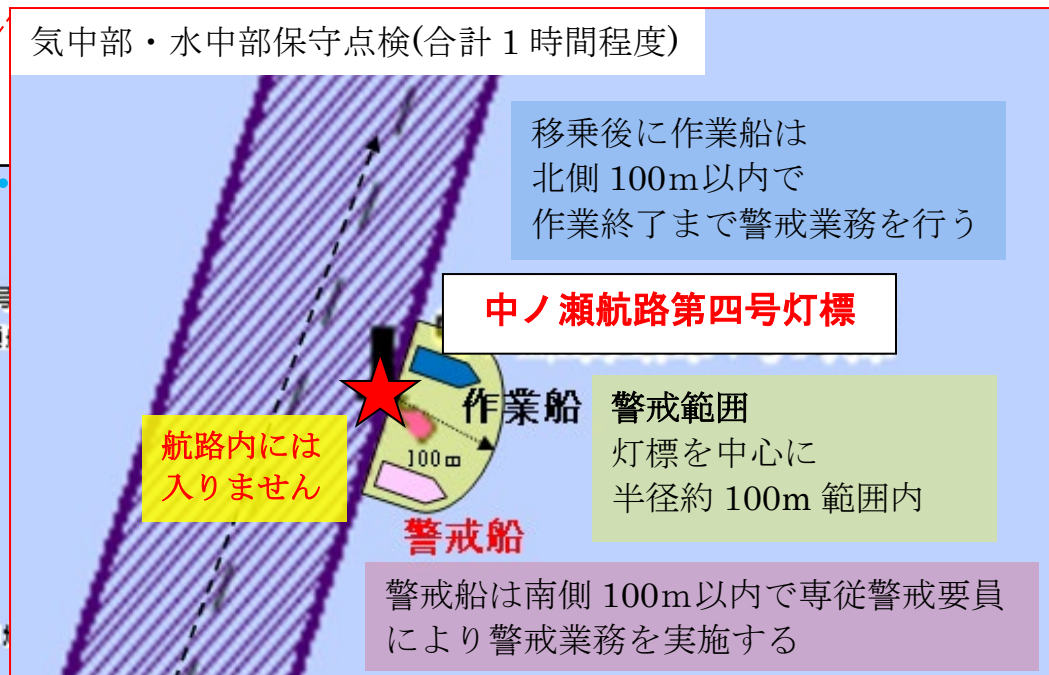 気中部・水中部保守点検(合計１時間程度)
移乗後に作業船は
北側 100ｍ以内で
作業終了まで警戒業務を行う
中ノ瀬航路第四号灯標
作業船
警戒範囲
灯標を中心に
半径約 100m 範囲内
航路内には
入りません
100m
警戒船
警戒船は南側 100ｍ以内で専従警戒要員
により警戒業務を実施する